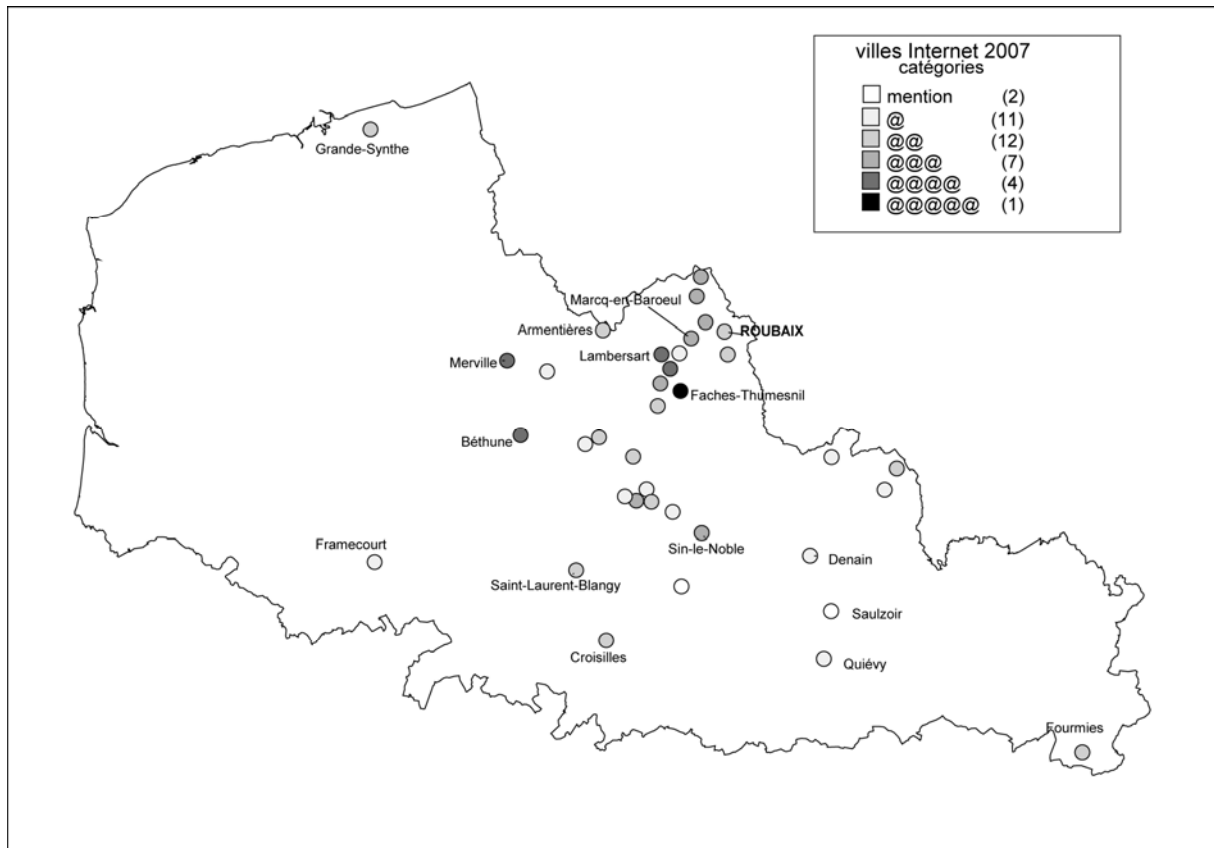 villes Internet 2007
catégories
mention (2)
@ (11)
@@ (12)
@@@ (7)
@@@@ (4)
@@@@@ (1)
Grande-Synthe
Marcq-en-Baroeul
Armentières
ROUBAIX
Merville
Lambersart
Faches-Thumesnil
Béthune
Framecourt
Sin-le-Noble
Denain
Saint-Laurent-Blangy
Saulzoir
Croisilles
Quiévy
Fourmies